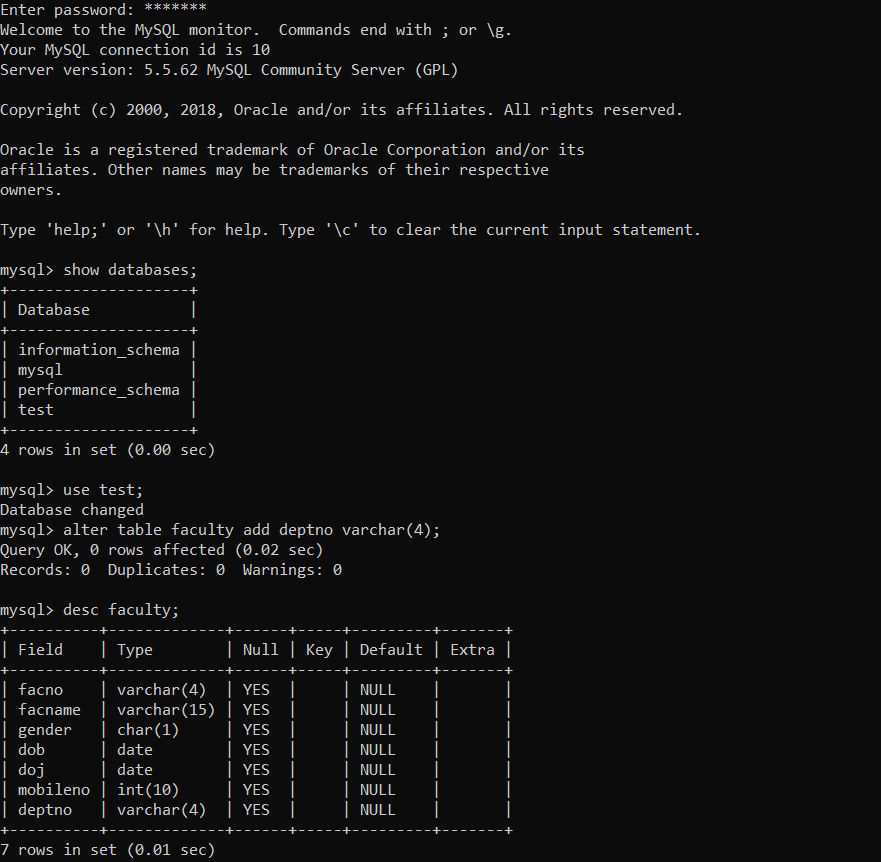 Enter password: *******
Welcome to the MySQL monitor.  Commands end with ; or \g.
Your MySQL connection id is 10
Server version: 5.5.62 MySQL Community Server (GPL)

Copyright (c) 2000, 2018, Oracle and/or its affiliates. All rights reserved.

Oracle is a registered trademark of Oracle Corporation and/or its
affiliates. Other names may be trademarks of their respective
owners.

Type 'help;' or '\h' for help. Type '\c' to clear the current input statement.

mysql> show databases;
+--------------------+
| Database           |
+--------------------+
| information_schema |
| mysql              |
| performance_schema |
| test               |
+--------------------+
4 rows in set (0.00 sec)

mysql> use test;
Database changed
mysql> alter table faculty add deptno varchar(4);
Query OK, 0 rows affected (0.02 sec)
Records: 0  Duplicates: 0  Warnings: 0

mysql> desc faculty;
+----------+-------------+------+-----+---------+-------+
| Field    | Type        | Null | Key | Default | Extra |
+----------+-------------+------+-----+---------+-------+
| facno    | varchar(4)  | YES  |     | NULL    |       |
| facname  | varchar(15) | YES  |     | NULL    |       |
| gender   | char(1)     | YES  |     | NULL    |       |
| dob      | date        | YES  |     | NULL    |       |
| doj      | date        | YES  |     | NULL    |       |
| mobileno | int(10)     | YES  |     | NULL    |       |
| deptno   | varchar(4)  | YES  |     | NULL    |       |
+----------+-------------+------+-----+---------+-------+
7 rows in set (0.01 sec)